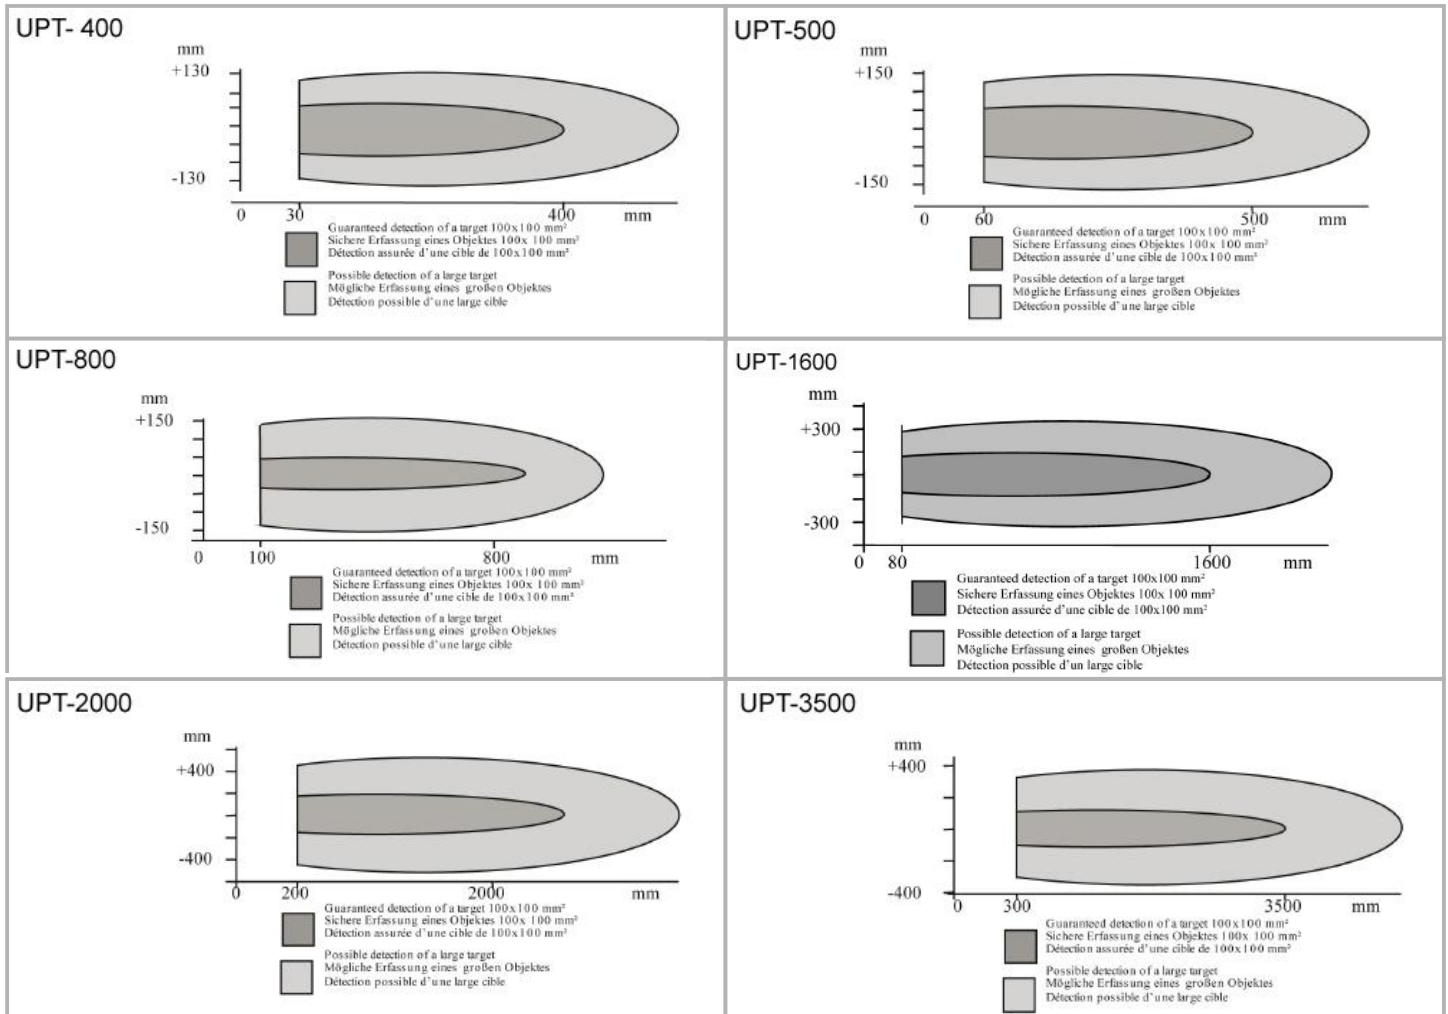 UPT- 400
mm
+130
-130
0 30 400 mm
Guaranteed detection of a target 100x100 mm²
Sichere Erfassung eines Objektes 100x 100 mm²
Détection assurée d'une cible de 100x100 mm²
Possible detection of a large target
Mögliche Erfassung eines großen Objektes
Détection possible d'une large cible
UPT-500
mm
+150
-150
0 60 500 mm
Guaranteed detection of a target 100x100 mm²
Sichere Erfassung eines Objektes 100x 100 mm²
Détection assurée d'une cible de 100x100 mm²
Possible detection of a large target
Mögliche Erfassung eines großen Objektes
Détection possible d'une large cible
UPT-800
mm
+150
-150
0 100 800 mm
Guaranteed detection of a target 100x100 mm²
Sichere Erfassung eines Objektes 100x 100 mm²
Détection assurée d'une cible de 100x100 mm²
Possible detection of a large target
Mögliche Erfassung eines großen Objektes
Détection possible d'une large cible
UPT-1600
mm
+300
-300
0 80 1600 mm
Guaranteed detection of a target 100x100 mm²
Sichere Erfassung eines Objektes 100x 100 mm²
Détection assurée d'une cible de 100x100 mm²
Possible detection of a large target
Mögliche Erfassung eines großen Objektes
Détection possible d'un large cible
UPT-2000
mm
+400
-400
0 200 2000 mm
Guaranteed detection of a target 100x100 mm²
Sichere Erfassung eines Objektes 100x 100 mm²
Détection assurée d'une cible de 100x100 mm²
Possible detection of a large target
Mögliche Erfassung eines großen Objektes
Détection possible d'une large cible
UPT-3500
mm
+400
-400
0 300 3500 mm
Guaranteed detection of a target 100x100 mm²
Sichere Erfassung eines Objektes 100x 100 mm²
Détection assurée d'une cible de 100x100 mm²
Possible detection of a large target
Mögliche Erfassung eines großen Objektes
Détection possible d'une large cible